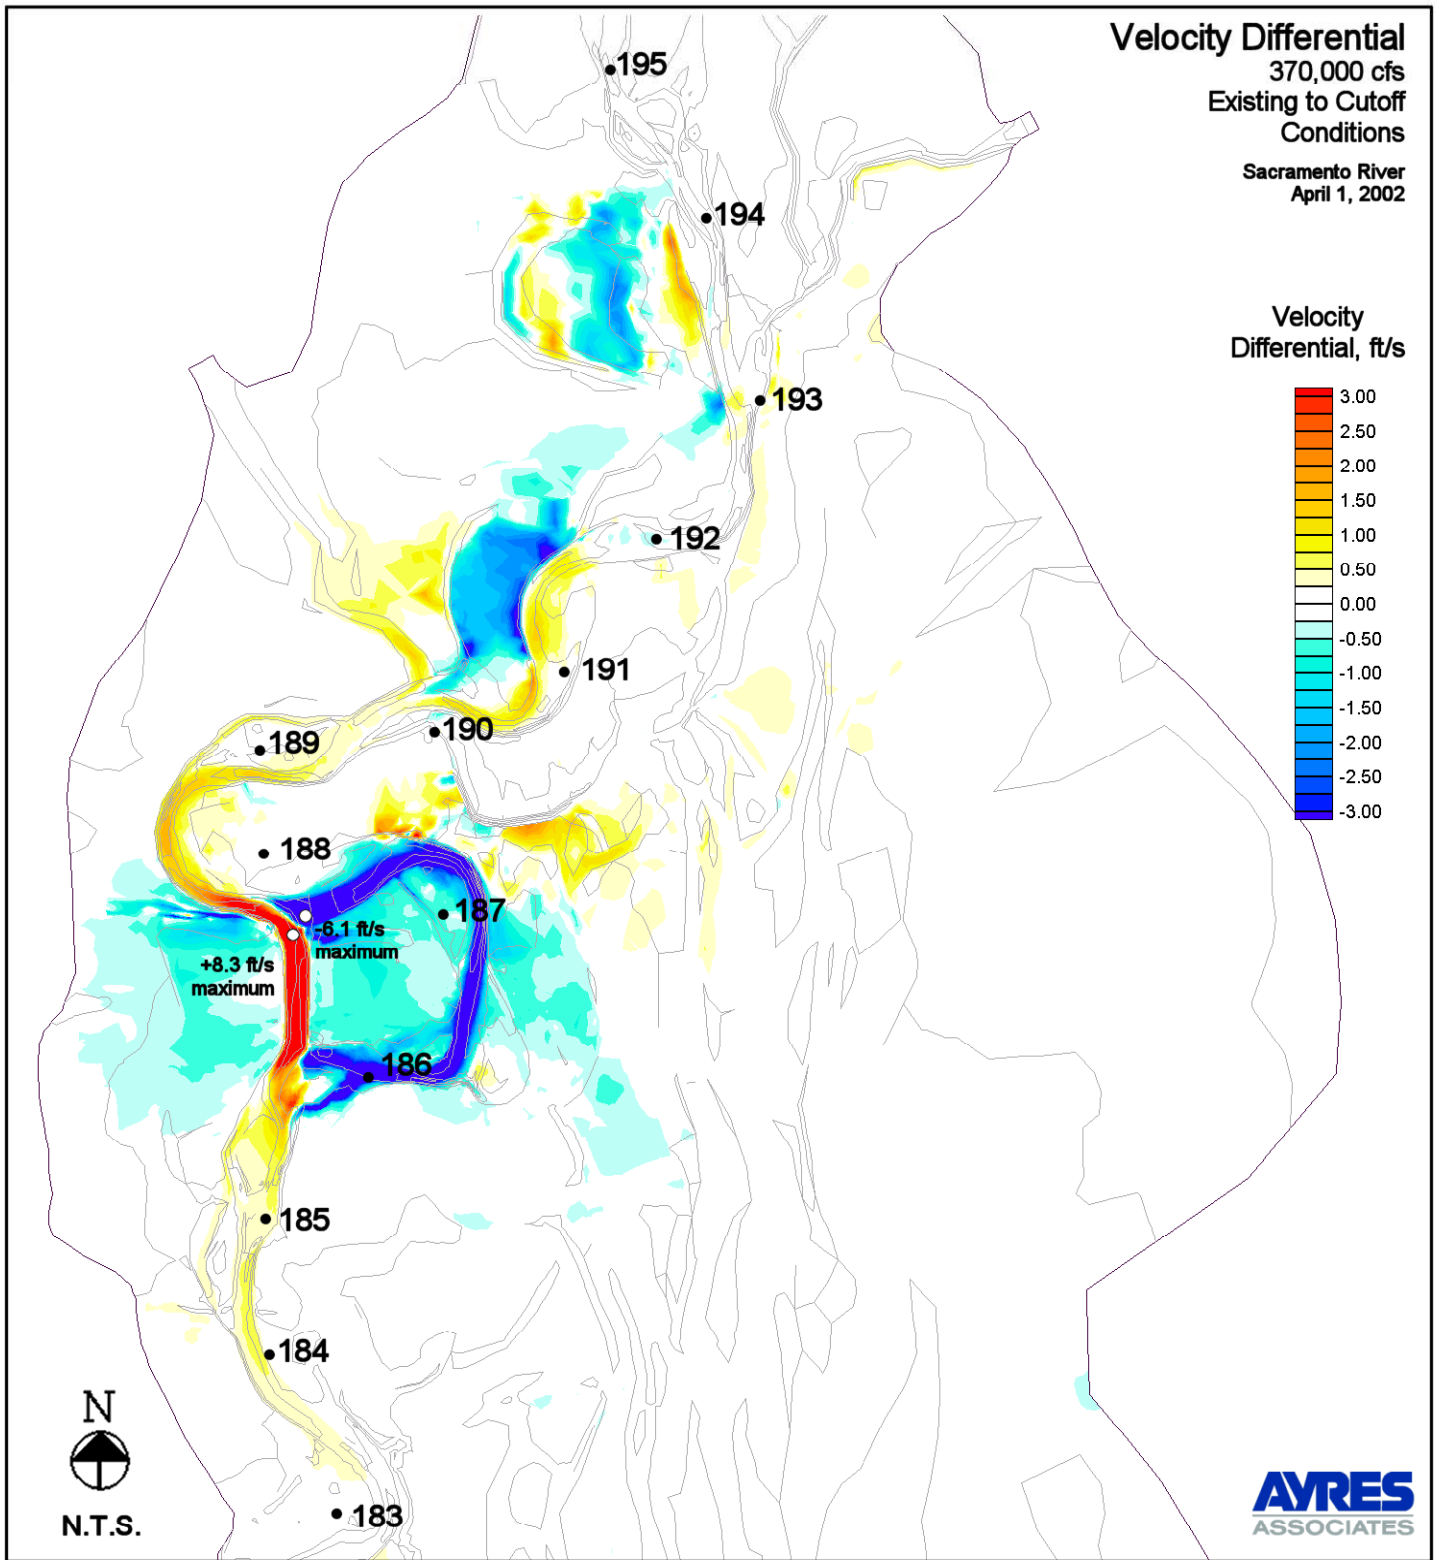 Velocity Differential
370,000 cfs
Existing to Cutoff
Conditions
Sacramento River
April 1, 2002
195
194
193
192
191
190
189
188
187
186
185
184
183
-6.1 ft/s
maximum
+8.3 ft/s
maximum
Velocity
Differential, ft/s
3.00
2.50
2.00
1.50
1.00
0.50
0.00
-0.50
-1.00
-1.50
-2.00
-2.50
-3.00
N
N.T.S.
AYRES
ASSOCIATES